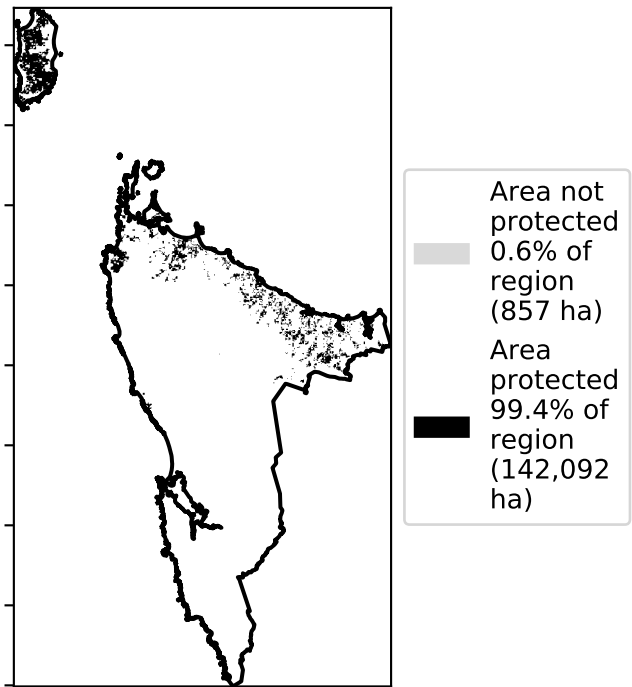 Area not
protected
0.6% of
region
(857 ha)
Area
protected
99.4% of
region
(142,092
ha)